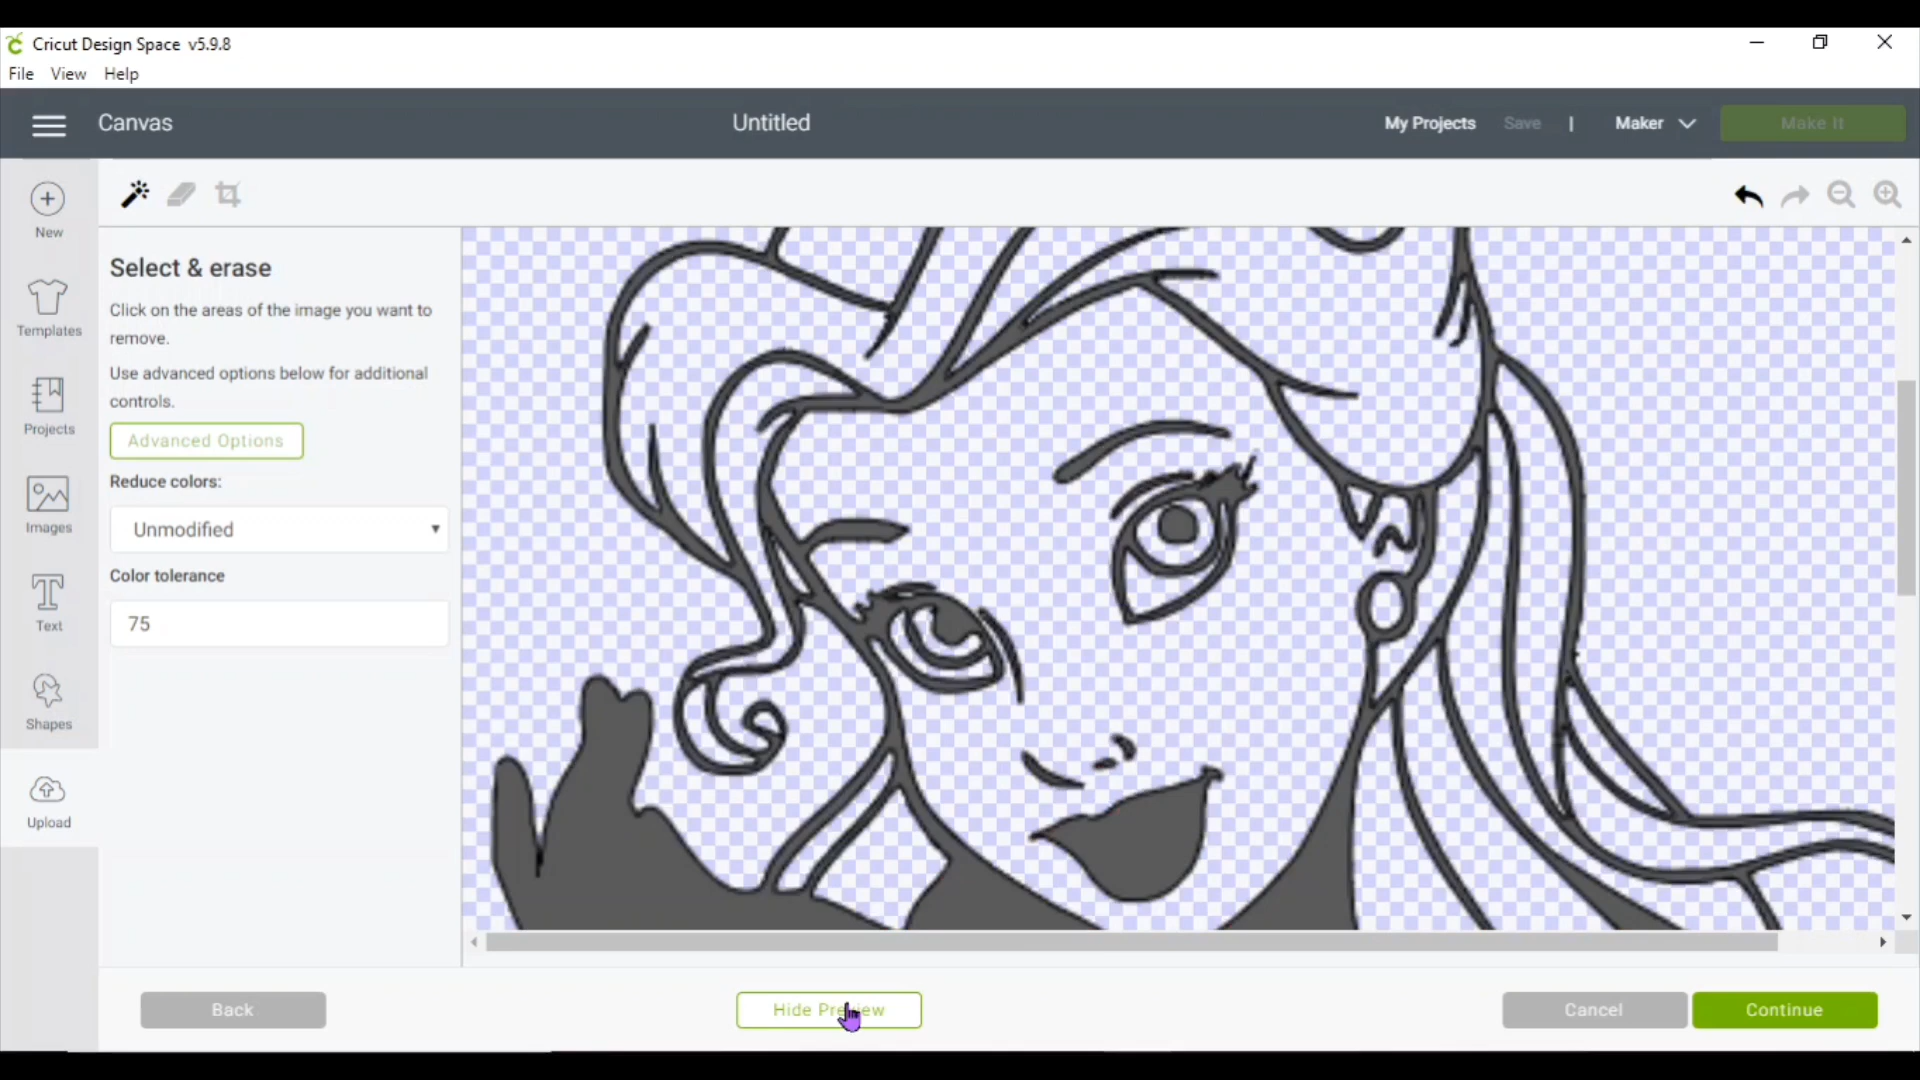 Cricut Design Space v5.9.8
File View Help
Canvas
Untitled
My Projects
Save
|
Maker
Make It
New
Templates
Projects
Images
Text
Shapes
Upload
Select & erase
Click on the areas of the image you want to
remove.
Use advanced options below for additional
controls.
Advanced Options
Reduce colors:
Unmodified
Color tolerance
75
Back
Hide Preview
Cancel
Continue